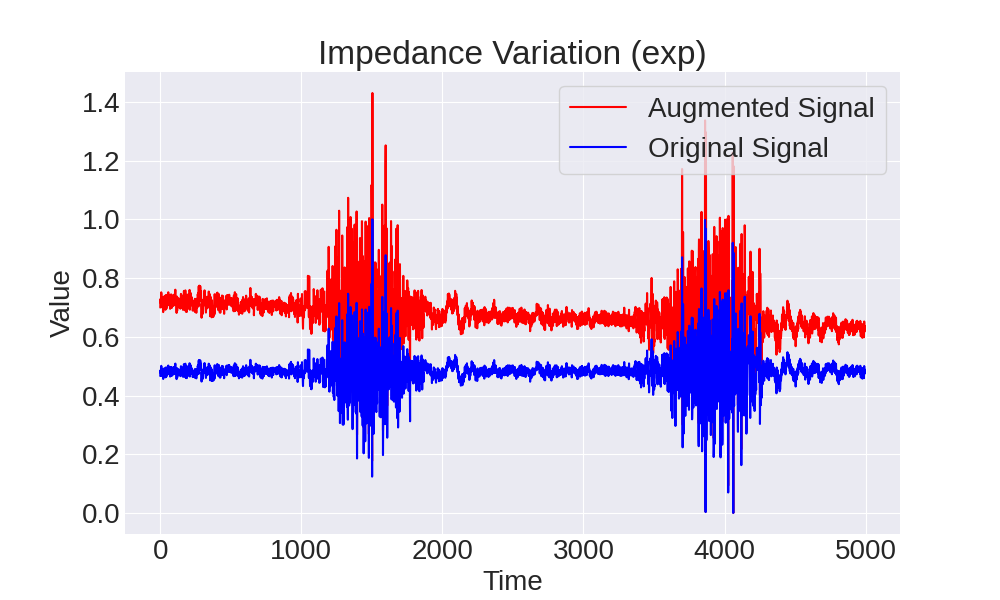 Impedance Variation (exp)
Augmented Signal
Original Signal
1.4
1.2
1.0
0.8
0.6
0.4
0.2
0.0
Value
0 1000 2000 3000 4000 5000
Time